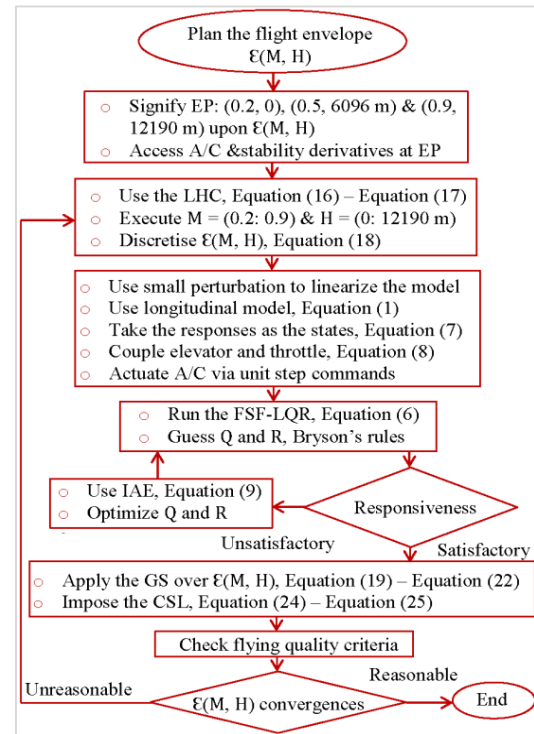 Plan the flight envelope
Ɛ(M, H)
○ Signify EP: (0.2, 0), (0.5, 6096 m) & (0.9,
12190 m) upon Ɛ(M, H)
○ Access A/C &stability derivatives at EP
○ Use the LHC, Equation (16) – Equation (17)
○ Execute M = (0.2: 0.9) & H = (0: 12190 m)
○ Discretise Ɛ(M, H), Equation (18)
○ Use small perturbation to linearize the model
○ Use longitudinal model, Equation (1)
○ Take the responses as the states, Equation (7)
○ Couple elevator and throttle, Equation (8)
○ Actuate A/C via unit step commands
○ Run the FSF-LQR, Equation (6)
○ Guess Q and R, Bryson’s rules
○ Use IAE, Equation (9)
○ Optimize Q and R
Responsiveness
Unsatisfactory
Satisfactory
○ Apply the GS over Ɛ(M, H), Equation (19) – Equation (22)
○ Impose the CSL, Equation (24) – Equation (25)
Check flying quality criteria
Unreasonable
Reasonable
Ɛ(M, H) convergences
End